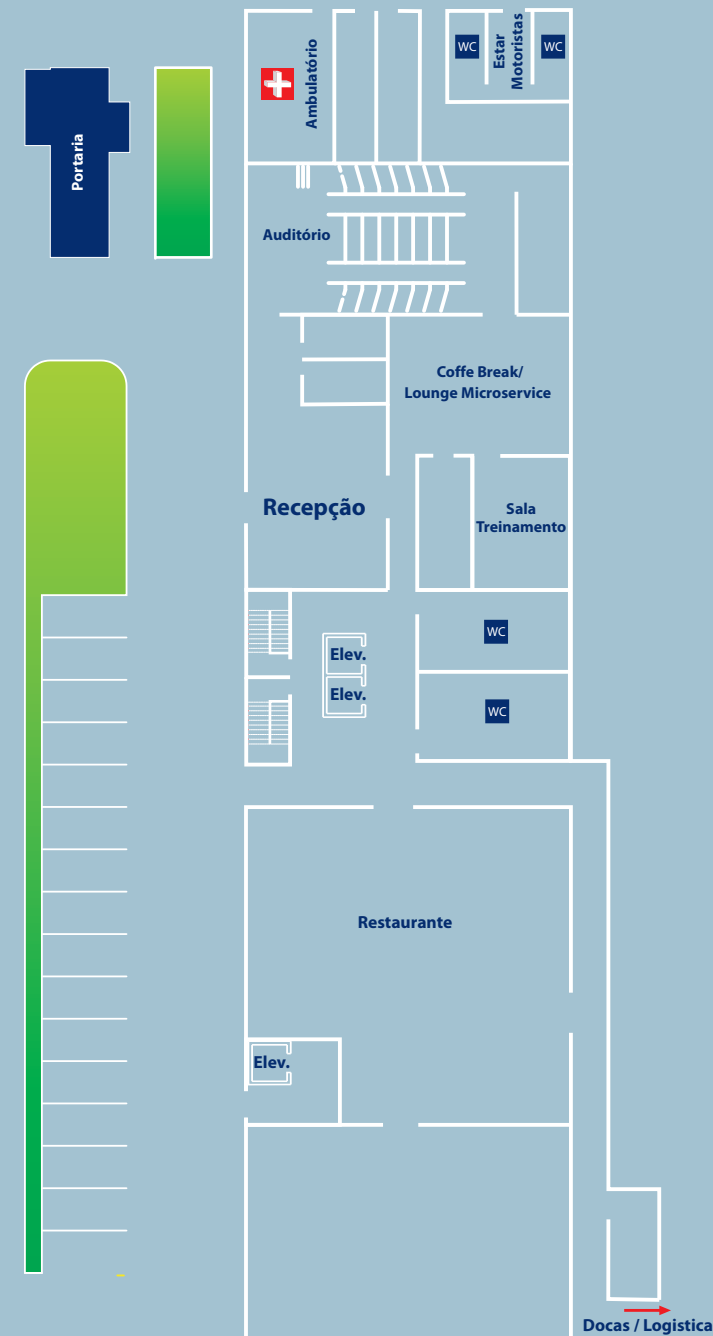 WC
Estar
Motoristas
WC
Ambulatório
Portaria
Auditório
Coffe Break/
Lounge Microservice
Recepção
Sala
Treinamento
Elev.
WC
Elev.
WC
Restaurante
Elev.
Docas / Logistica